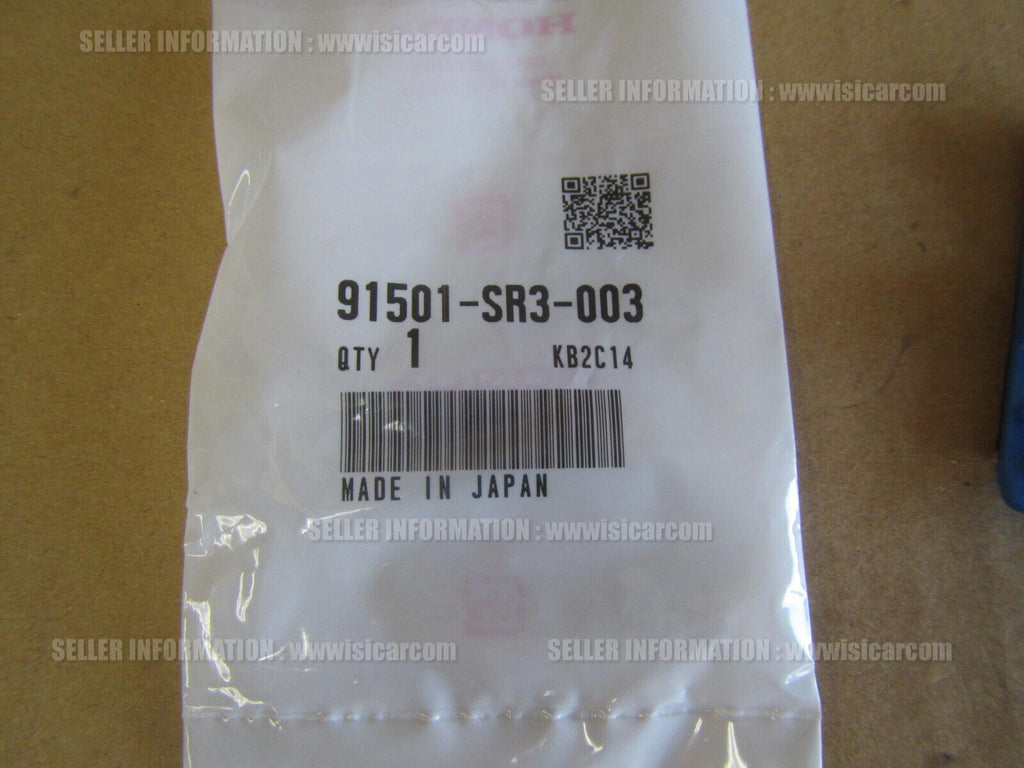 HONDA
SELLER INFORMATION : wwwisicarcom
SELLER INFORMATION : wwwisicarcom
91501-SR3-003
QTY 1 KB2C14
MADE IN JAPAN
SELLER INFORMATION : wwwisicarcom
SELLER INFORMATION : wwwisicarcom
SELLER INFORMATION : wwwisicarcom